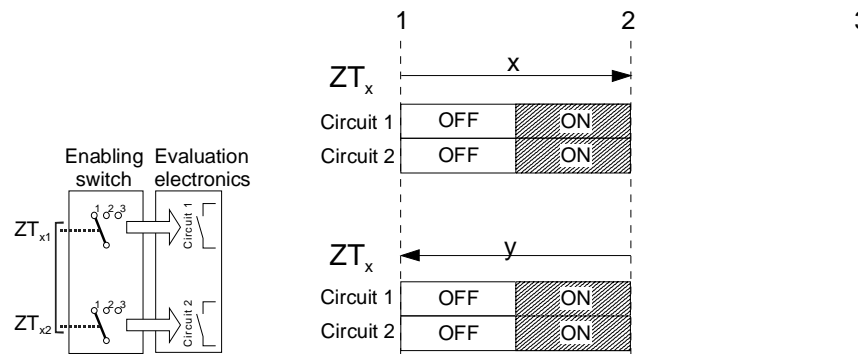 1 2 3
ZTx x
Circuit 1 OFF ON
Circuit 2 OFF ON
Enabling switch
Evaluation electronics
ZTx1 1 2 3 Circuit 1
ZTx2 1 2 3 Circuit 2
ZTx y
Circuit 1 OFF ON
Circuit 2 OFF ON